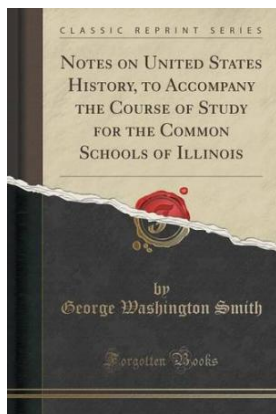 CLASSIC REPRINT SERIES
NOTES ON UNITED STATES
HISTORY, TO ACCOMPANY
THE COURSE OF STUDY
FOR THE COMMON
SCHOOLS OF ILLINOIS
by
George Washington Smith
Forgotten Books